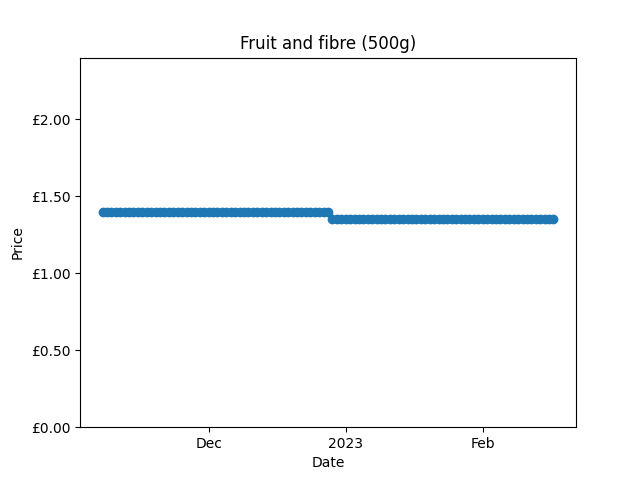 Fruit and fibre (500g)
£2.00
£1.50
£1.00
£0.50
£0.00
Price
Dec
2023
Feb
Date